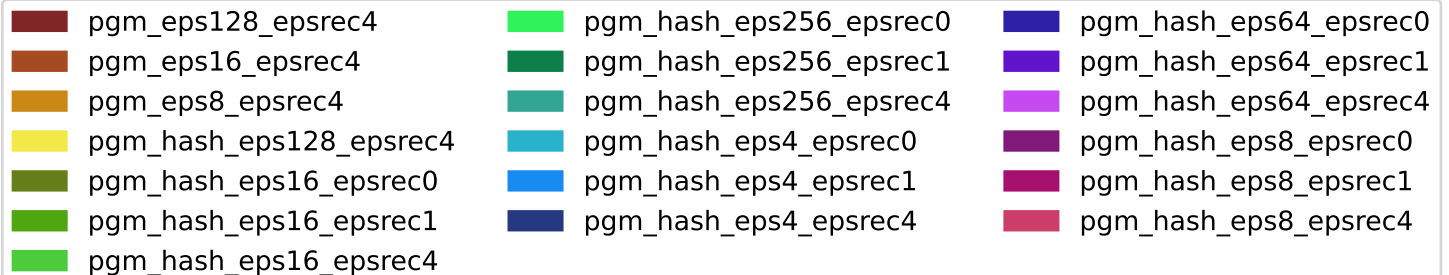 pgm_eps128_epsrec4
pgm_eps16_epsrec4
pgm_eps8_epsrec4
pgm_hash_eps128_epsrec4
pgm_hash_eps16_epsrec0
pgm_hash_eps16_epsrec1
pgm_hash_eps16_epsrec4
pgm_hash_eps256_epsrec0
pgm_hash_eps256_epsrec1
pgm_hash_eps256_epsrec4
pgm_hash_eps4_epsrec0
pgm_hash_eps4_epsrec1
pgm_hash_eps4_epsrec4
pgm_hash_eps64_epsrec0
pgm_hash_eps64_epsrec1
pgm_hash_eps64_epsrec4
pgm_hash_eps8_epsrec0
pgm_hash_eps8_epsrec1
pgm_hash_eps8_epsrec4